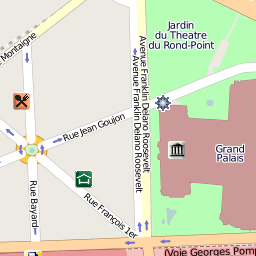 Jardin
du Theatre
du Rond-Point
Montaigne
Avenue Franklin Delano Roosevelt
Avenue Franklin Delano Roosevelt
Rue Jean Goujon
Grand
Palais
Rue Bayard
Rue François 1er
(Voie Georges Pomp